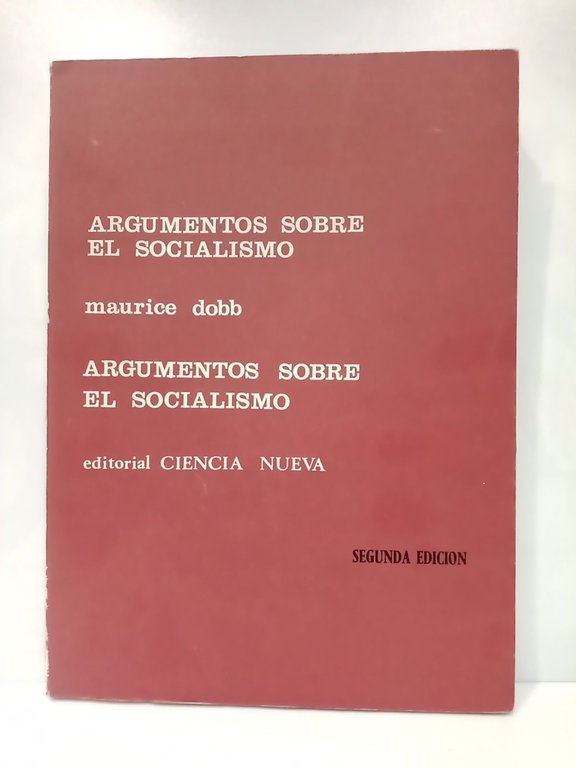 ARGUMENTOS SOBRE
EL SOCIALISMO
maurice dobb
ARGUMENTOS SOBRE
EL SOCIALISMO
editorial CIENCIA NUEVA
SEGUNDA EDICION